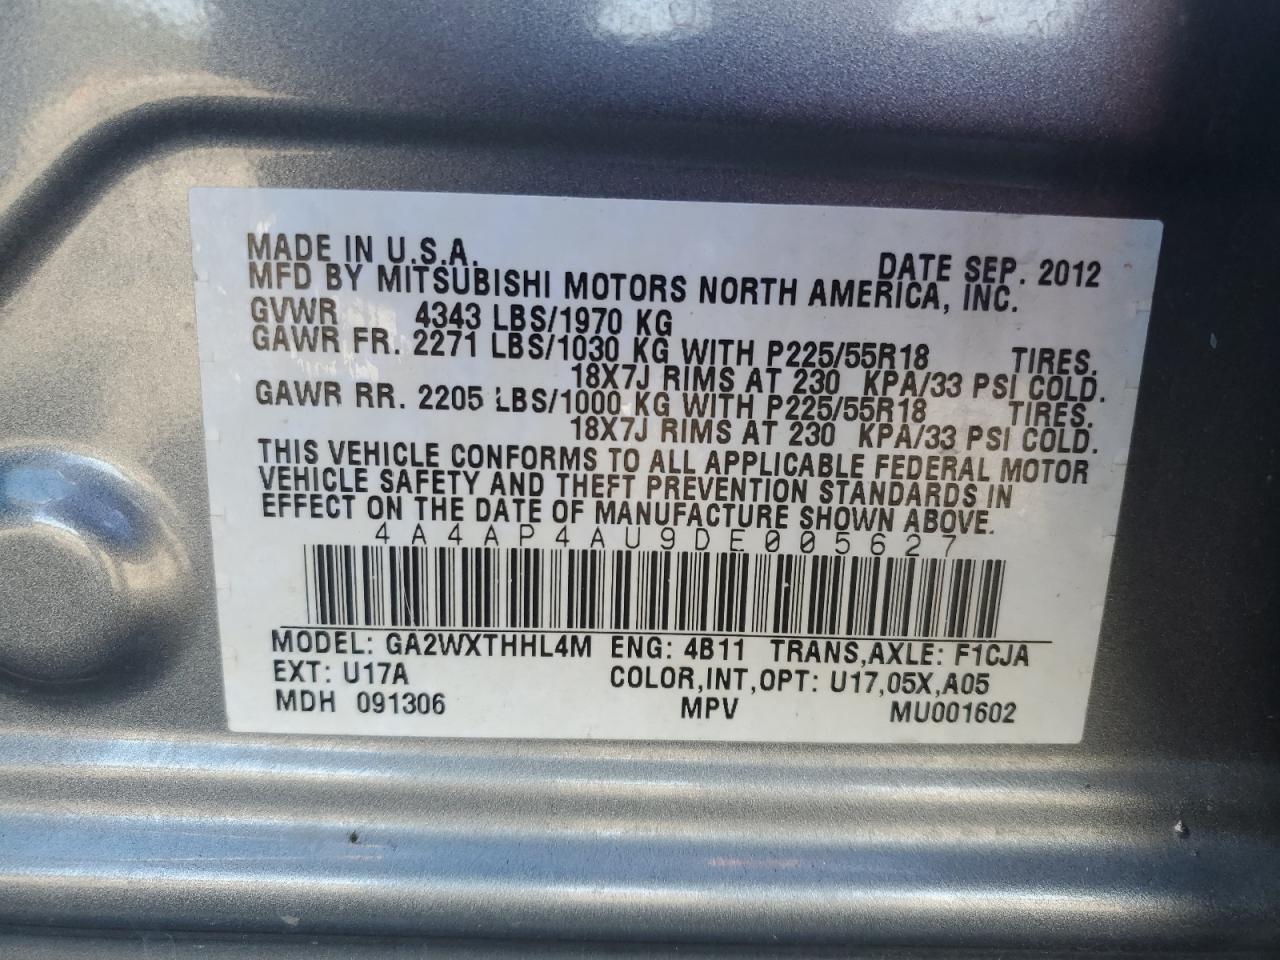 MADE IN U.S.A. DATE SEP. 2012
MFD BY MITSUBISHI MOTORS NORTH AMERICA, INC.
GVWR 4343 LBS/1970 KG
GAWR FR. 2271 LBS/1030 KG WITH P225/55R18 TIRES.
18X7J RIMS AT 230 KPA/33 PSI COLD.
GAWR RR. 2205 LBS/1000 KG WITH P225/55R18 TIRES.
18X7J RIMS AT 230 KPA/33 PSI COLD.
THIS VEHICLE CONFORMS TO ALL APPLICABLE FEDERAL MOTOR
VEHICLE SAFETY AND THEFT PREVENTION STANDARDS IN
EFFECT ON THE DATE OF MANUFACTURE SHOWN ABOVE.
4A4AP4AU9DE005627
MODEL: GA2WXTHHL4M ENG: 4B11 TRANS,AXLE: F1CJA
EXT: U17A COLOR,INT,OPT: U17,05X,A05
MDH 091306 MPV MU001602